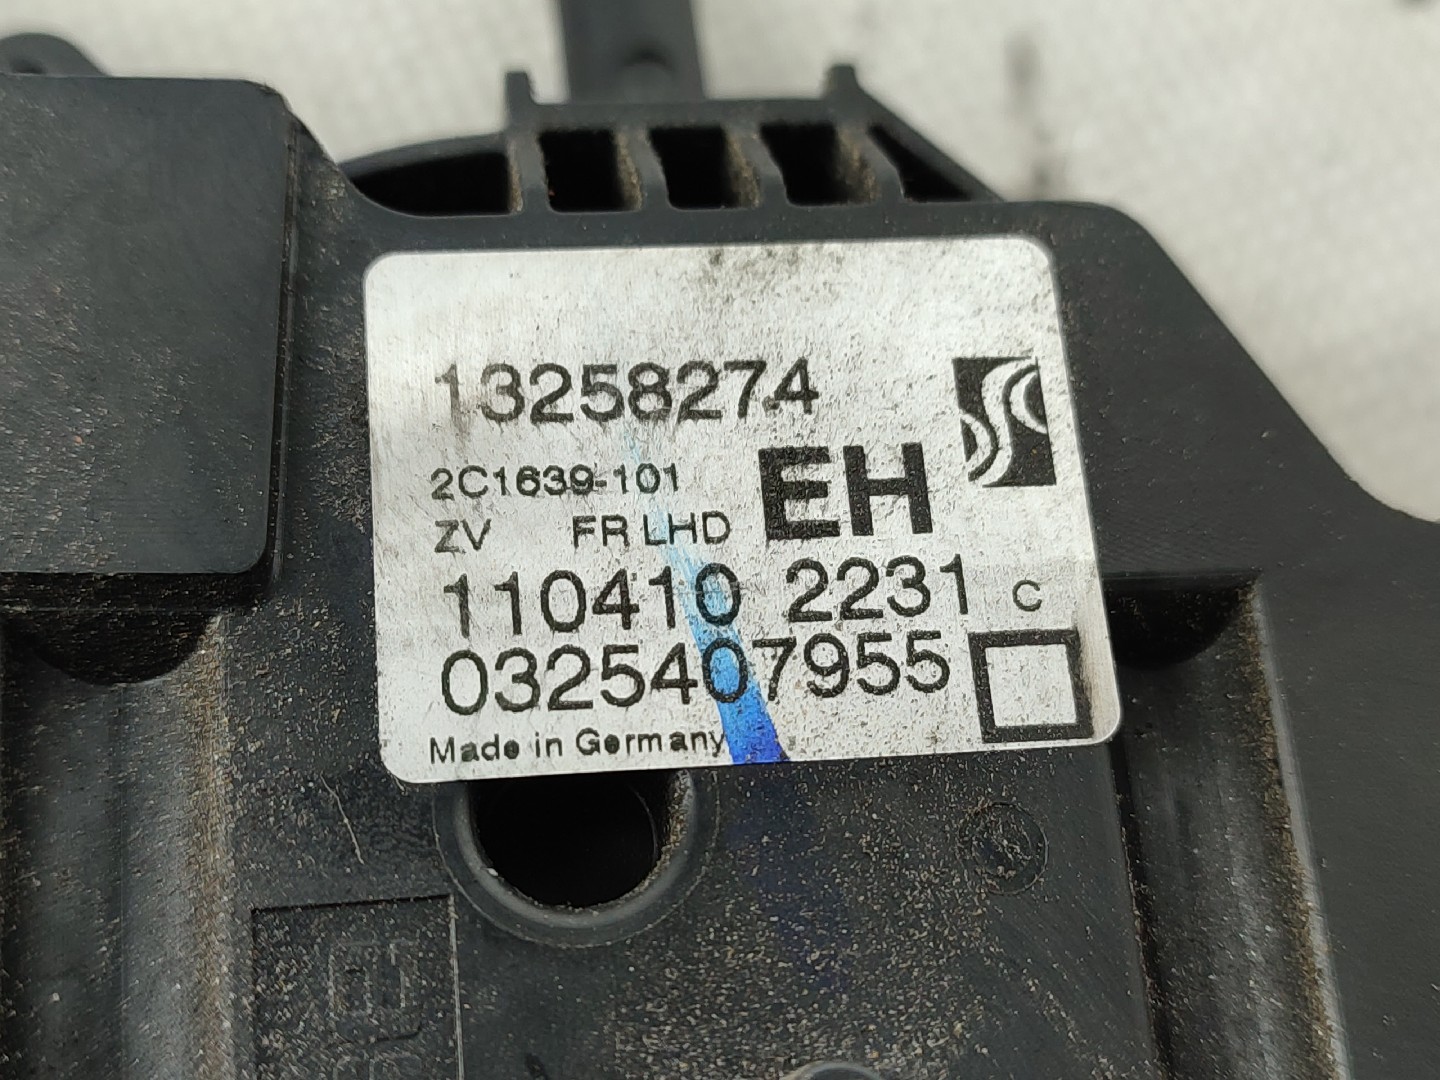 13258274
2C1639-101
EH
ZV FR LHD
110410 2231 C
0325407955
Made in Germany